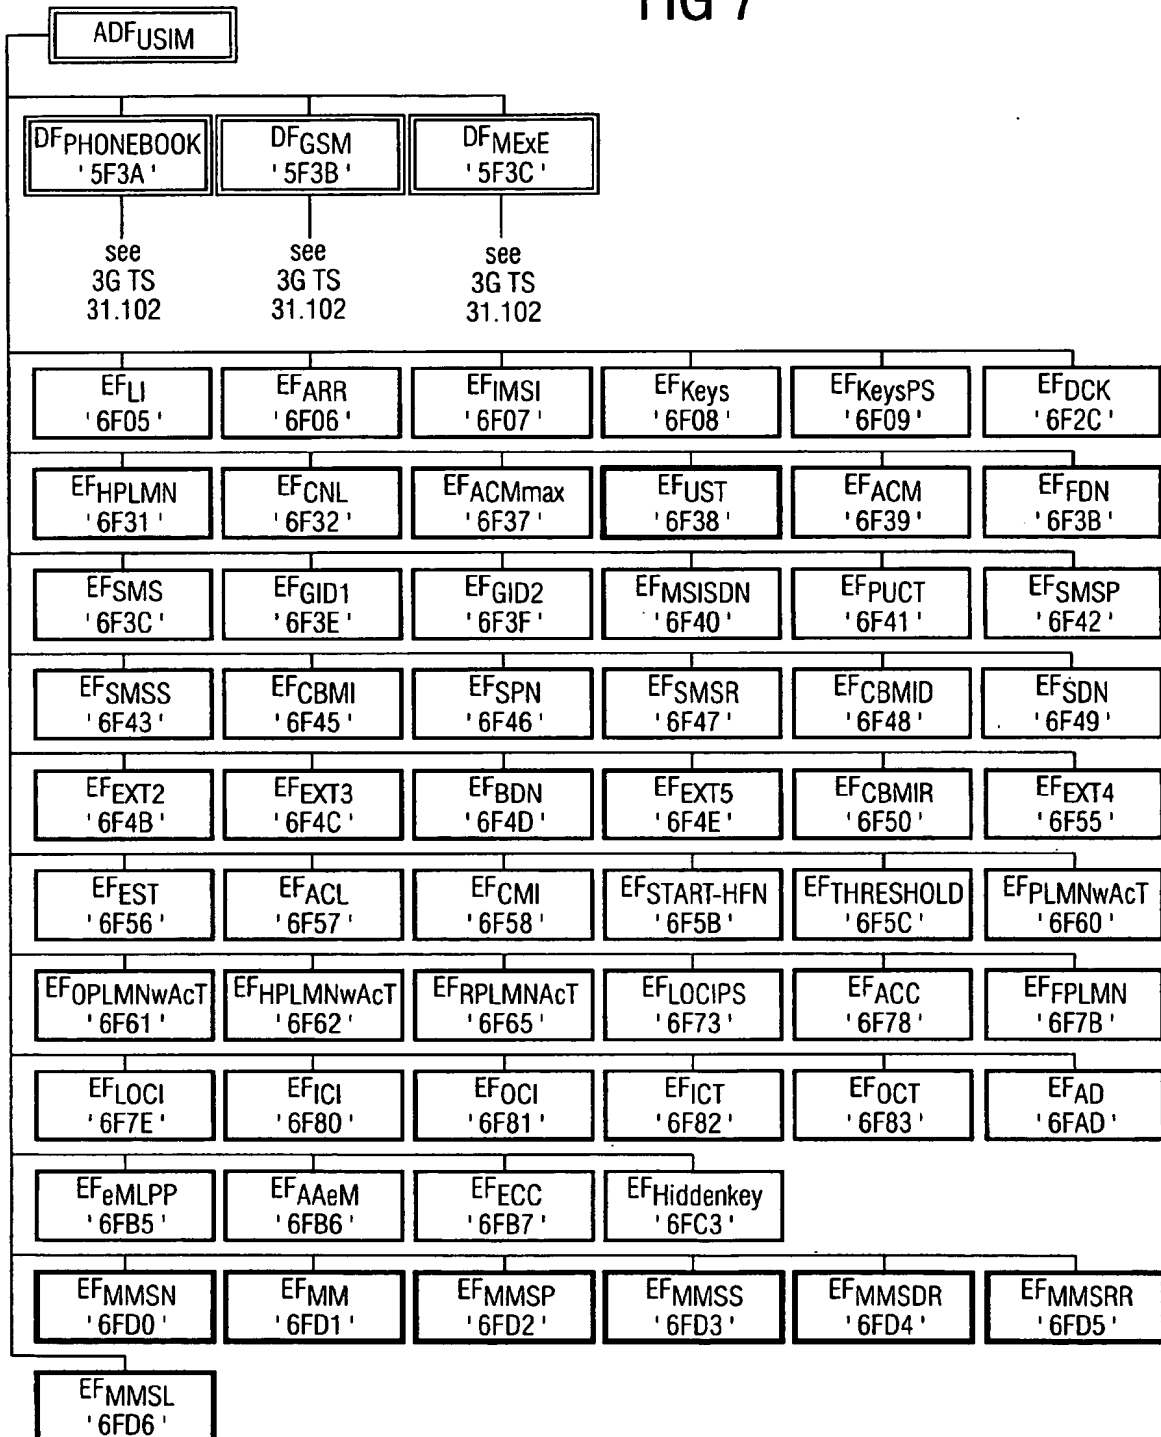 FIG 7
ADFUSIM
DFPHONEBOOK DFGSM DFMExE
'5F3A' '5F3B' '5F3C'
see see see
3G TS 3G TS 3G TS
31.102 31.102 31.102
EFLI EFARR EFIMSI EFKeys EFKeysPS EFDCK
'6F05' '6F06' '6F07' '6F08' '6F09' '6F2C'
EFHPLMN EFCNL EFACMmax EFUST EFACM EFFDN
'6F31' '6F32' '6F37' '6F38' '6F39' '6F3B'
EFSMS EFGID1 EFGID2 EFMSISDN EFPUCT EFSMSP
'6F3C' '6F3E' '6F3F' '6F40' '6F41' '6F42'
EFSMSS EFCBMI EFSPN EFSMSR EFCBMID EFSDN
'6F43' '6F45' '6F46' '6F47' '6F48' '6F49'
EFEXT2 EFEXT3 EFBDN EFEXT5 EFCBMIR EFEXT4
'6F4B' '6F4C' '6F4D' '6F4E' '6F50' '6F55'
EFEST EFACL EFCMI EFSTART-HFN EFTHRESHOLD EFPLMNwAcT
'6F56' '6F57' '6F58' '6F5B' '6F5C' '6F60'
EFOPLMNwAcT EFHPLMNwAcT EFRPLMNAcT EFLOCIPS EFACC EFFPLMN
'6F61' '6F62' '6F65' '6F73' '6F78' '6F7B'
EFLOCI EFICI EFOCI EFICT EFOCT EFAD
'6F7E' '6F80' '6F81' '6F82' '6F83' '6FAD'
EFeMLPP EFAAeM EFECC EFHiddenkey
'6FB5' '6FB6' '6FB7' '6FC3'
EFMMSN EFMM EFMMSP EFMMSS EFMMSDR EFMMSRR
'6FD0' '6FD1' '6FD2' '6FD3' '6FD4' '6FD5'
EFMMSL
'6FD6'